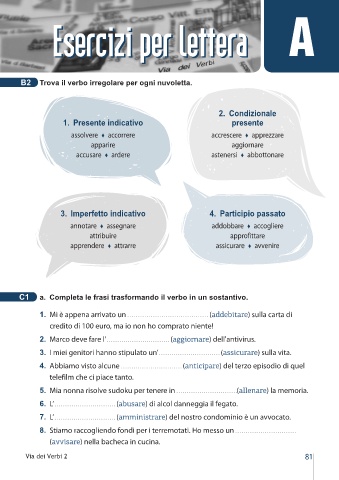 Esercizi per lettera
A
B2 Trova il verbo irregolare per ogni nuvoletta.
1. Presente indicativo
assolvere ♦ accorrere
apparire
accusare ♦ ardere
2. Condizionale
presente
accrescere ♦ apprezzare
aggiornare
astenersi ♦ abbottonare
3. Imperfetto indicativo
annotare ♦ assegnare
attribuire
apprendere ♦ attrarre
4. Participio passato
addobbare ♦ accogliere
approfittare
assicurare ♦ avvenire
C1 a. Completa le frasi trasformando il verbo in un sostantivo.
1. Mi è appena arrivato un ........................ (addebitare) sulla carta di
credito di 100 euro, ma io non ho comprato niente!
2. Marco deve fare l'........................ (aggiornare) dell'antivirus.
3. I miei genitori hanno stipulato un'........................ (assicurare) sulla vita.
4. Abbiamo visto alcune ........................ (anticipare) del terzo episodio di quel
telefilm che ci piace tanto.
5. Mia nonna risolve sudoku per tenere in ........................ (allenare) la memoria.
6. L'........................ (abusare) di alcol danneggia il fegato.
7. L'........................ (amministrare) del nostro condominio è un avvocato.
8. Stiamo raccogliendo fondi per i terremotati. Ho messo un ........................
(avvisare) nella bacheca in cucina.
Via dei Verbi 2
81